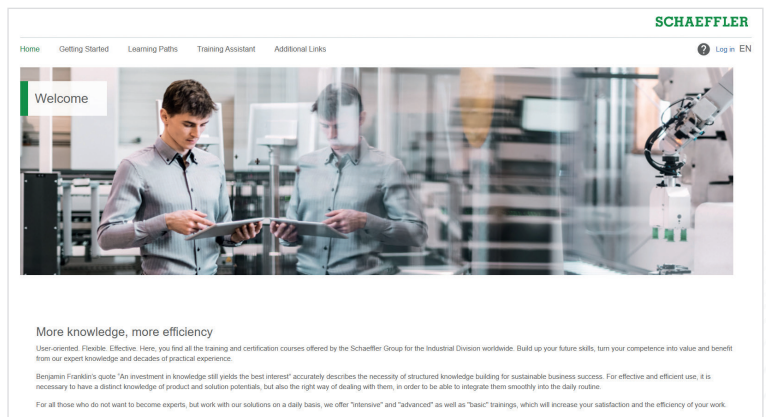 SCHAEFFLER
Home Getting Started Learning Paths Training Assistant Additional Links ? Log in EN
Welcome
More knowledge, more efficiency
User-oriented. Flexible. Effective. Here, you find all the training and certification courses offered by the Schaeffler Group for the Industrial Division worldwide. Build up your future skills, turn your competence into value and benefit
from our expert knowledge and decades of practical experience.
Benjamin Franklin's quote "An investment in knowledge still yields the best interest" accurately describes the necessity of structured knowledge building for sustainable business success. For effective and efficient use, it is
necessary to have a distinct knowledge of product and solution potentials, but also the right way of dealing with them, in order to be able to integrate them smoothly into the daily routine.
For all those who do not want to become experts, but work with our solutions on a daily basis, we offer "intensive" and "advanced" as well as "basic" trainings, which will increase your satisfaction and the efficiency of your work.